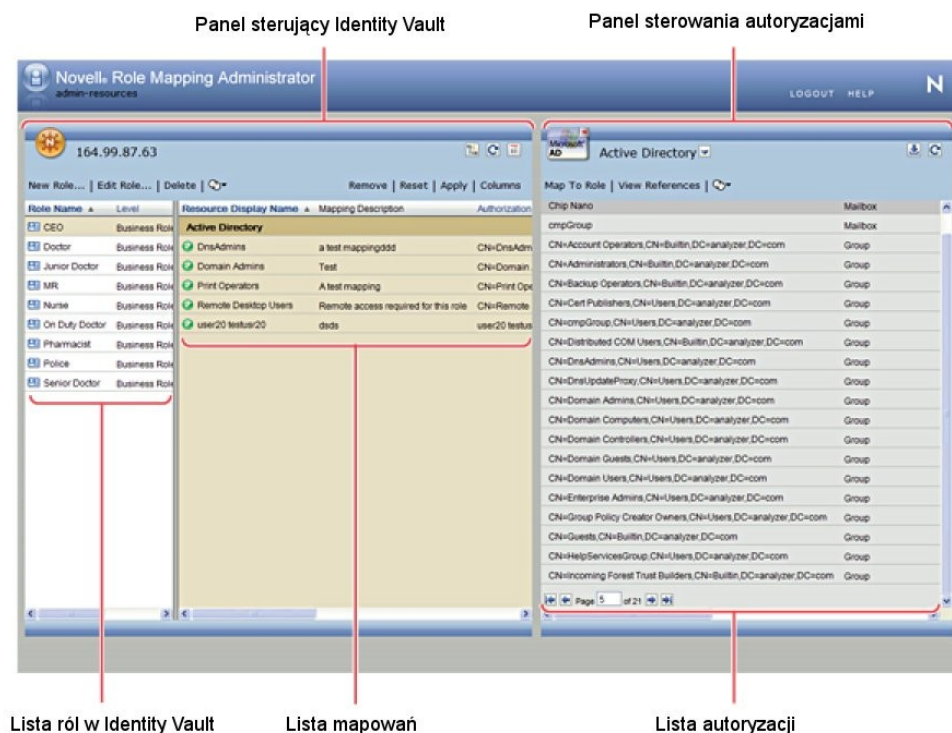 Panel sterujący Identity Vault
Panel sterowania autoryzacjami
Novell® Role Mapping Administrator
admin-resources
LOGOUT HELP
N
164.99.87.63
Microsoft AD
Active Directory
New Role... | Edit Role... | Delete |
Remove | Reset | Apply | Columns
Map To Role | View References |
Role Name Level
Resource Display Name Mapping Description Authorization
Chip Nano Mailbox
CEO Business Role
Active Directory
cmpGroup Mailbox
Doctor Business Role
DnsAdmins a test mappingddd CN=DnsAdm
CN=Account Operators,CN=Builtin,DC=analyzer,DC=com Group
Junior Doctor Business Role
Domain Admins Test CN=Domain
CN=Administrators,CN=Builtin,DC=analyzer,DC=com Group
MR Business Role
Print Operators A test mapping CN=Print Ope
CN=Backup Operators,CN=Builtin,DC=analyzer,DC=com Group
Nurse Business Role
Remote Desktop Users Remote access required for this role CN=Remote
CN=Cert Publishers,CN=Users,DC=analyzer,DC=com Group
On Duty Doctor Business Role
user20 testusr20 dsds user20 testus
CN=cmpGroup,CN=Users,DC=analyzer,DC=com Group
Pharmacist Business Role
CN=Distributed COM Users,CN=Builtin,DC=analyzer,DC=com Group
Police Business Role
CN=DnsAdmins,CN=Users,DC=analyzer,DC=com Group
Senior Doctor Business Role
CN=DnsUpdateProxy,CN=Users,DC=analyzer,DC=com Group
CN=Domain Admins,CN=Users,DC=analyzer,DC=com Group
CN=Domain Computers,CN=Users,DC=analyzer,DC=com Group
CN=Domain Controllers,CN=Users,DC=analyzer,DC=com Group
CN=Domain Guests,CN=Users,DC=analyzer,DC=com Group
CN=Domain Users,CN=Users,DC=analyzer,DC=com Group
CN=Enterprise Admins,CN=Users,DC=analyzer,DC=com Group
CN=Group Policy Creator Owners,CN=Users,DC=analyzer,DC=com Group
CN=Guests,CN=Builtin,DC=analyzer,DC=com Group
CN=HelpServicesGroup,CN=Users,DC=analyzer,DC=com Group
CN=Incoming Forest Trust Builders,CN=Builtin,DC=analyzer,DC=com Group
Page 5 of 21
Lista ról w Identity Vault
Lista mapowań
Lista autoryzacji